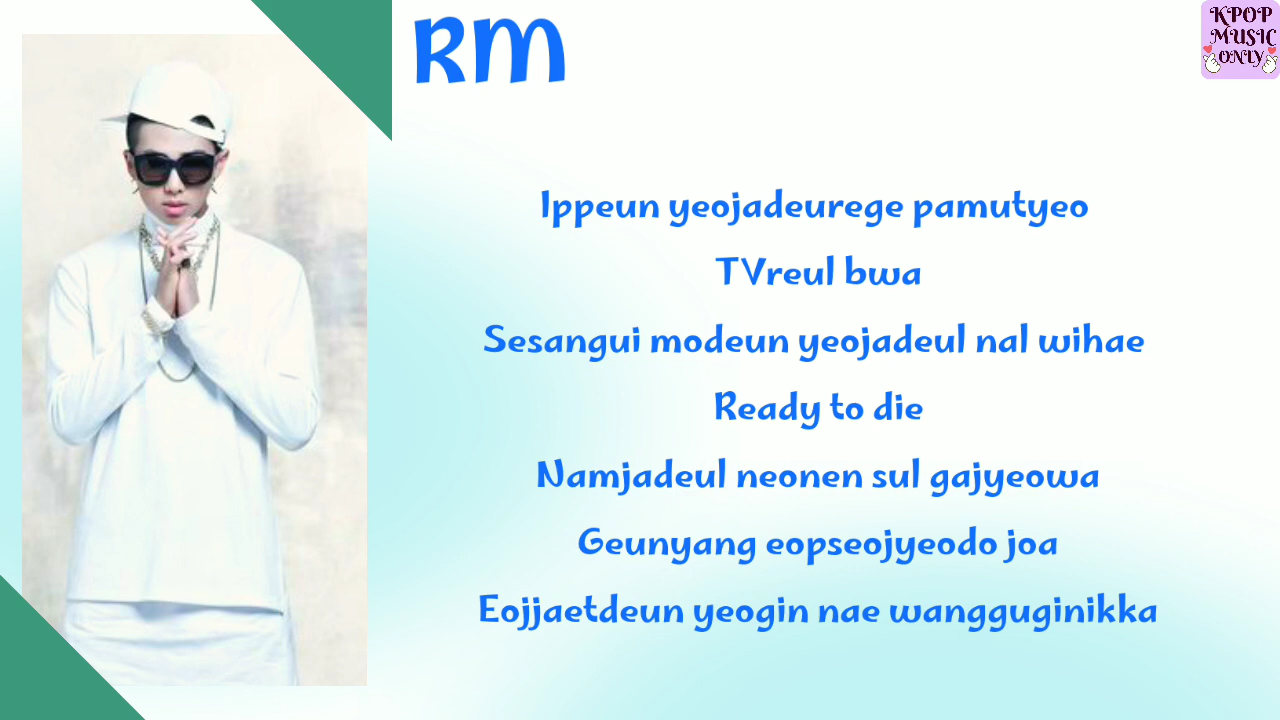 RM
KPOP
MUSIC
ONLY
Ippeun yeojadeurege pamutyeo
TVreul bwa
Sesangui modeun yeojadeul nal wihae
Ready to die
Namjadeul neonen sul gajyeowa
Geunyang eopseojyeodo joa
Eojjaetdeun yeogin nae wangguginikka